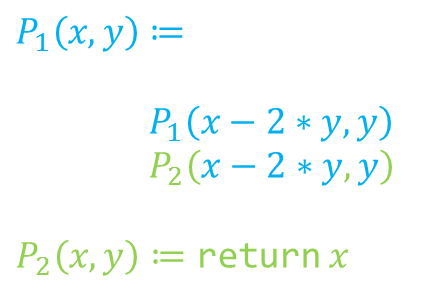 P₁(x, y) ≔
P₁(x − 2 ∗ y, y)
P₂(x − 2 ∗ y, y)
P₂(x, y) ≔ return x